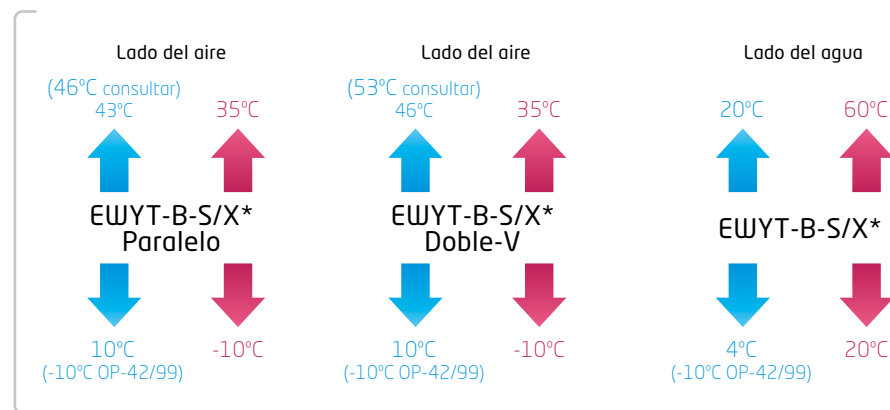 Lado del aire
(46ºC consultar)
43ºC
35ºC
EWYT-B-S/X*
Paralelo
10ºC
(-10ºC OP-42/99)
-10ºC
Lado del aire
(53ºC consultar)
46ºC
35ºC
EWYT-B-S/X*
Doble-V
10ºC
(-10ºC OP-42/99)
-10ºC
Lado del agua
20ºC
60ºC
EWYT-B-S/X*
4ºC
(-10ºC OP-42/99)
20ºC